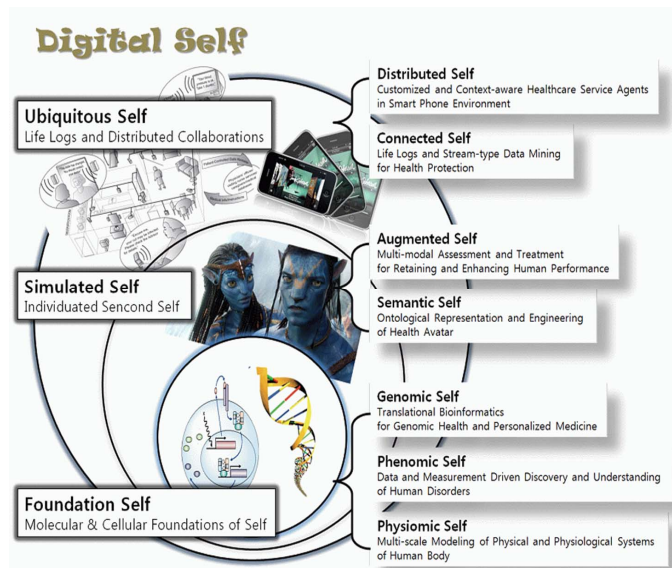 Digital Self
Ubiquitous Self
Life Logs and Distributed Collaborations
Distributed Self
Customized and Context-aware Healthcare Service Agents
in Smart Phone Environment
Connected Self
Life Logs and Stream-type Data Mining
for Health Protection
Simulated Self
Individuated Sencond Self
Augmented Self
Multi-modal Assessment and Treatment
for Retaining and Enhancing Human Performance
Semantic Self
Ontological Representation and Engineering
of Health Avatar
Foundation Self
Molecular & Cellular Foundations of Self
Genomic Self
Translational Bioinformatics
for Genomic Health and Personalized Medicine
Phenomic Self
Data and Measurement Driven Discovery and Understanding
of Human Disorders
Physiomic Self
Multi-scale Modeling of Physical and Physiological Systems
of Human Body